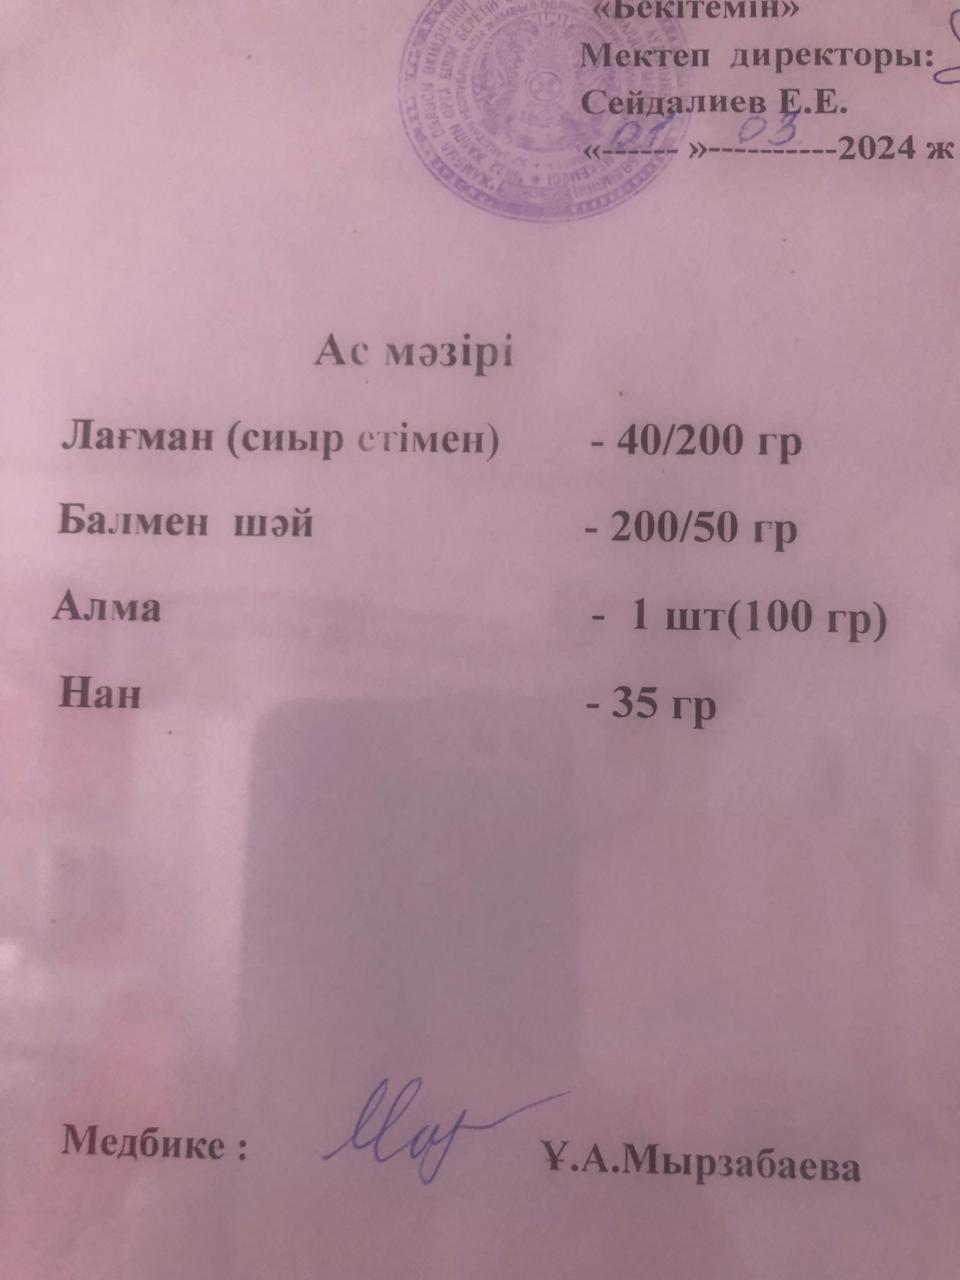 «Бекітемін»
Мектеп директоры:
Сейдалиев Е.Е.
«--01--- »---03-------2024 ж
Ас мәзірі
Лағман (сиыр етімен) - 40/200 гр
Балмен шәй - 200/50 гр
Алма - 1 шт(100 гр)
Нан - 35 гр
Медбике : Ұ.А.Мырзабаева